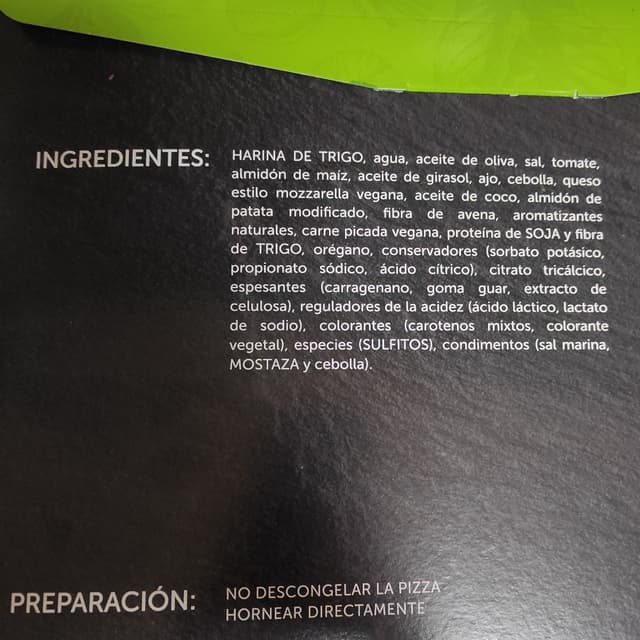 INGREDIENTES:
HARINA DE TRIGO, agua, aceite de oliva, sal, tomate,
almidón de maíz, aceite de girasol, ajo, cebolla, queso
estilo mozzarella vegana, aceite de coco, almidón de
patata modificado, fibra de avena, aromatizantes
naturales, carne picada vegana, proteína de SOJA y fibra
de TRIGO, orégano, conservadores (sorbato potásico,
propionato sódico, ácido cítrico), citrato tricálcico,
espesantes (carragenano, goma guar, extracto de
celulosa), reguladores de la acidez (ácido láctico, lactato
de sodio), colorantes (carotenos mixtos, colorante
vegetal), especies (SULFITOS), condimentos (sal marina,
MOSTAZA y cebolla).
PREPARACIÓN:
NO DESCONGELAR LA PIZZA
HORNEAR DIRECTAMENTE